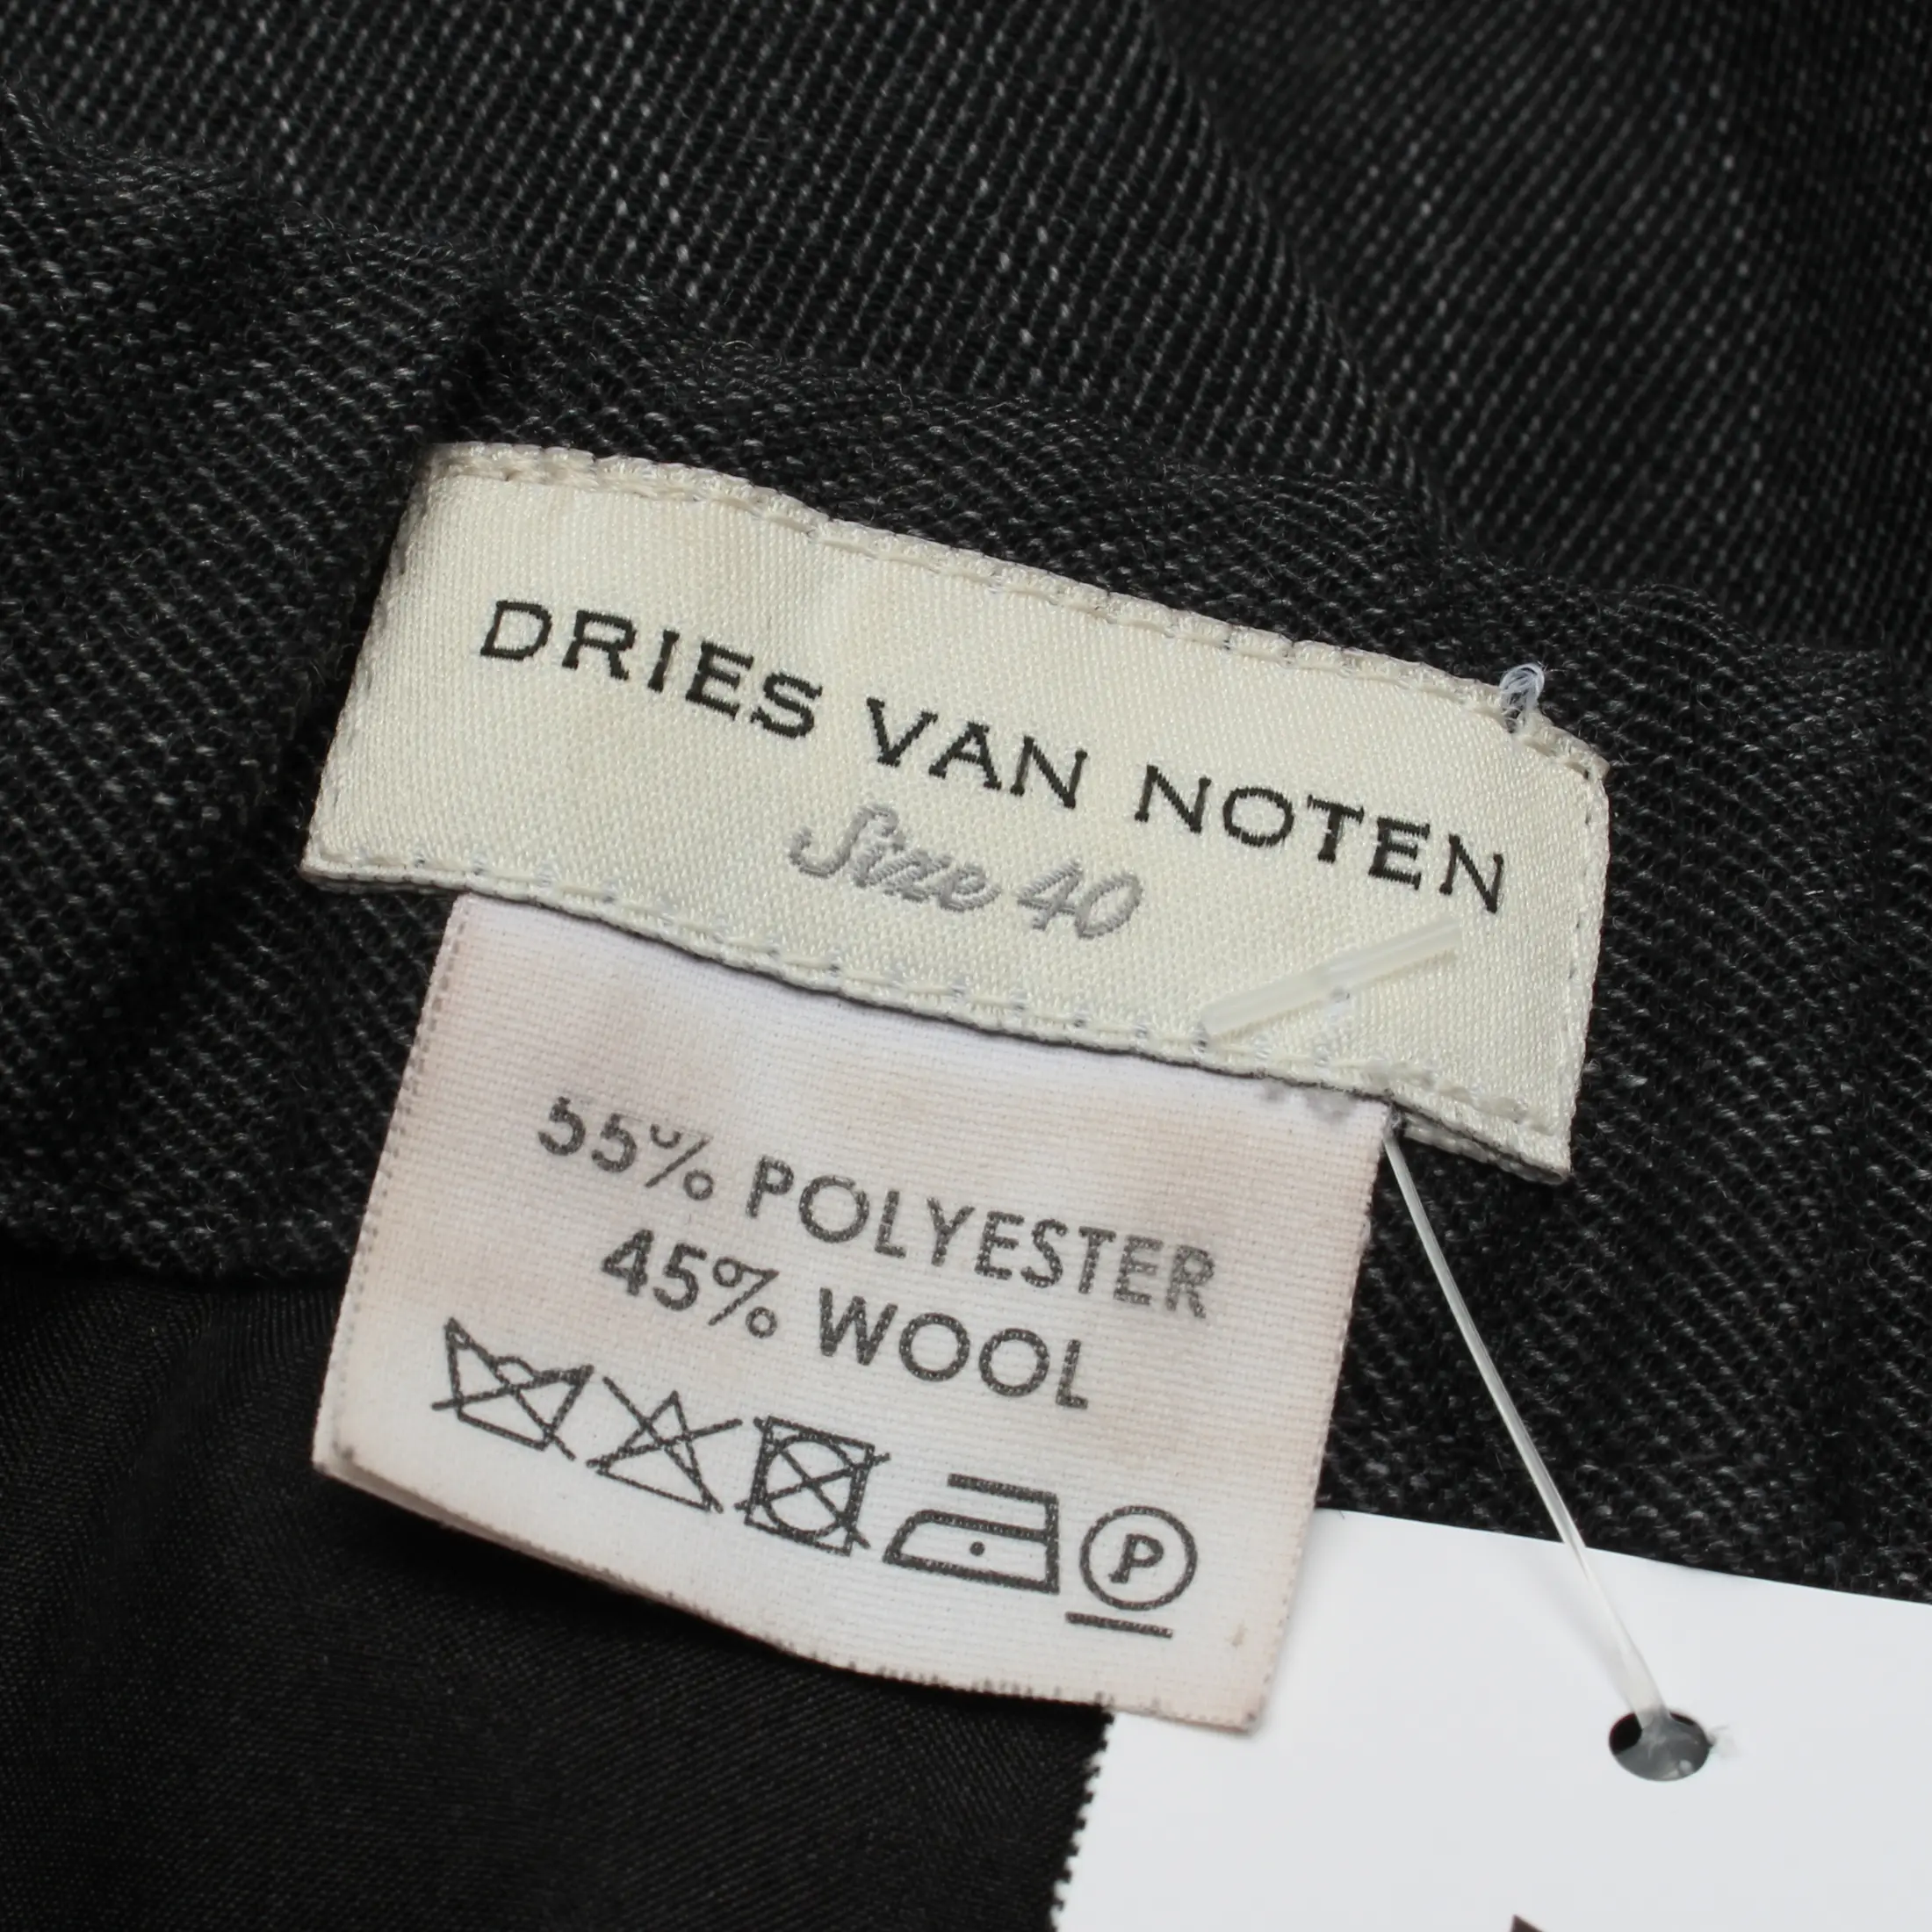 DRIES VAN NOTEN
Size 40
55% POLYESTER
45% WOOL
P